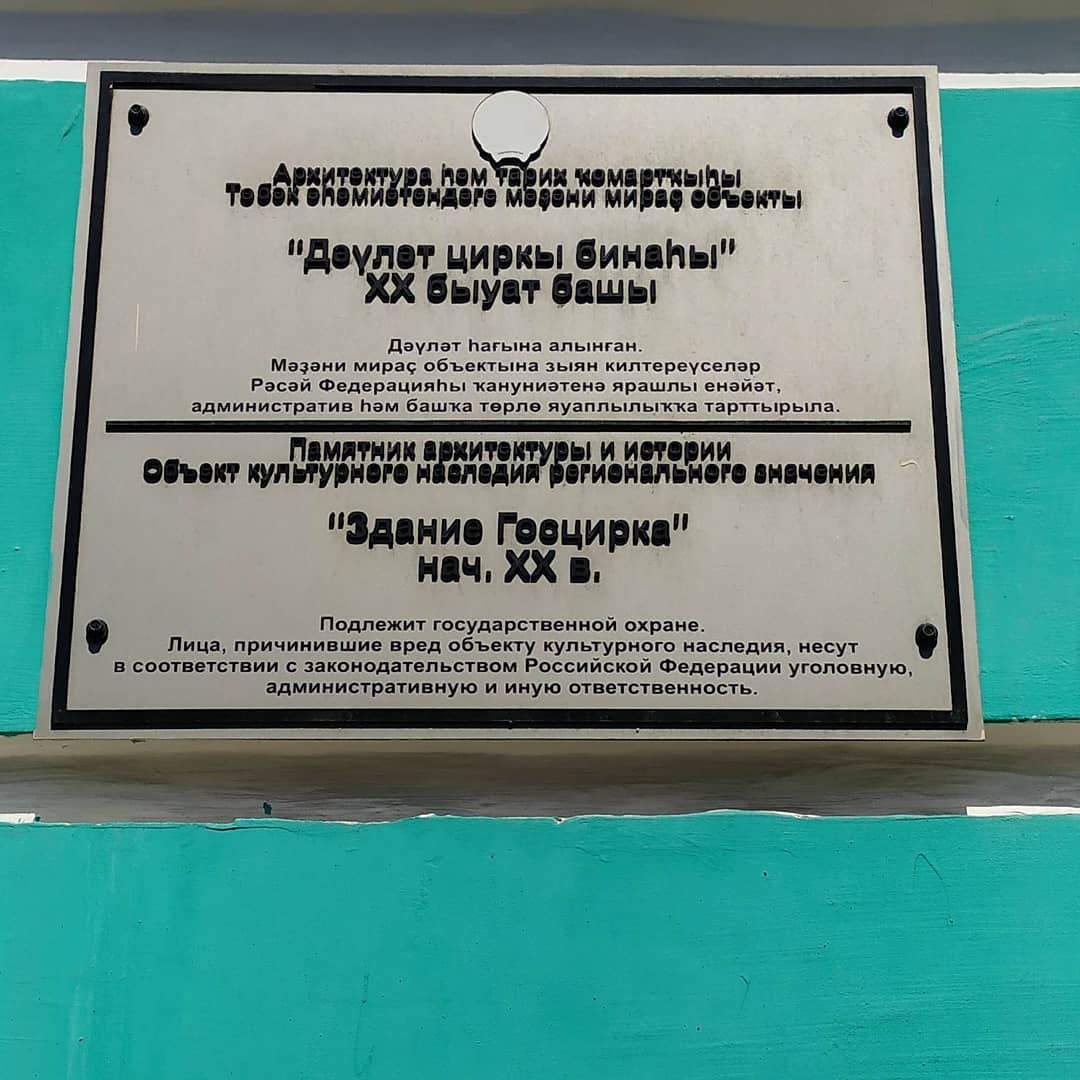 Архитектура һәм тарих ҡомартҡыһы
Төбәк әһәмиәтендәге мәҙәни мираҫ объекты
"Дәүләт циркы бинаһы"
XX быуат башы
Дәүләт һағына алынған.
Мәҙәни мираҫ объектына зыян килтереүселәр
Рәсәй Федерацияһы ҡануниәтенә ярашлы енәйәт,
административ һәм башҡа төрлө яуаплылыҡҡа тарттырыла.
Памятник архитектуры и истории
Объект культурного наследия регионального значения
"Здание Госцирка"
нач. XX в.
Подлежит государственной охране.
Лица, причинившие вред объекту культурного наследия, несут
в соответствии с законодательством Российской Федерации уголовную,
административную и иную ответственность.